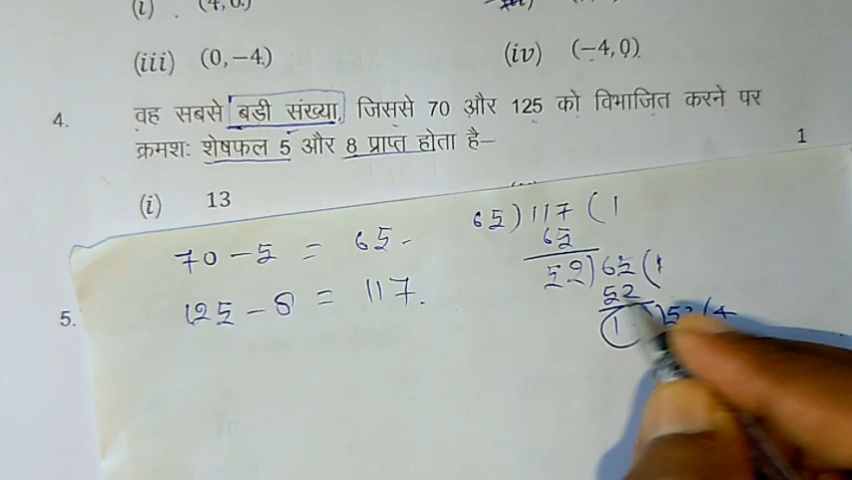 (i) (4, 0)
(iii) (0, −4) (iv) (−4, 0)
4. वह सबसे बडी संख्या, जिससे 70 और 125 को विभाजित करने पर
क्रमशः शेषफल 5 और 8 प्राप्त होता है– 1
(i) 13
70 - 5 = 65 -
125 - 8 = 117.
5.
65 ) 117 ( 1
65
52 ) 65 ( 1
52
) 52 ( 4